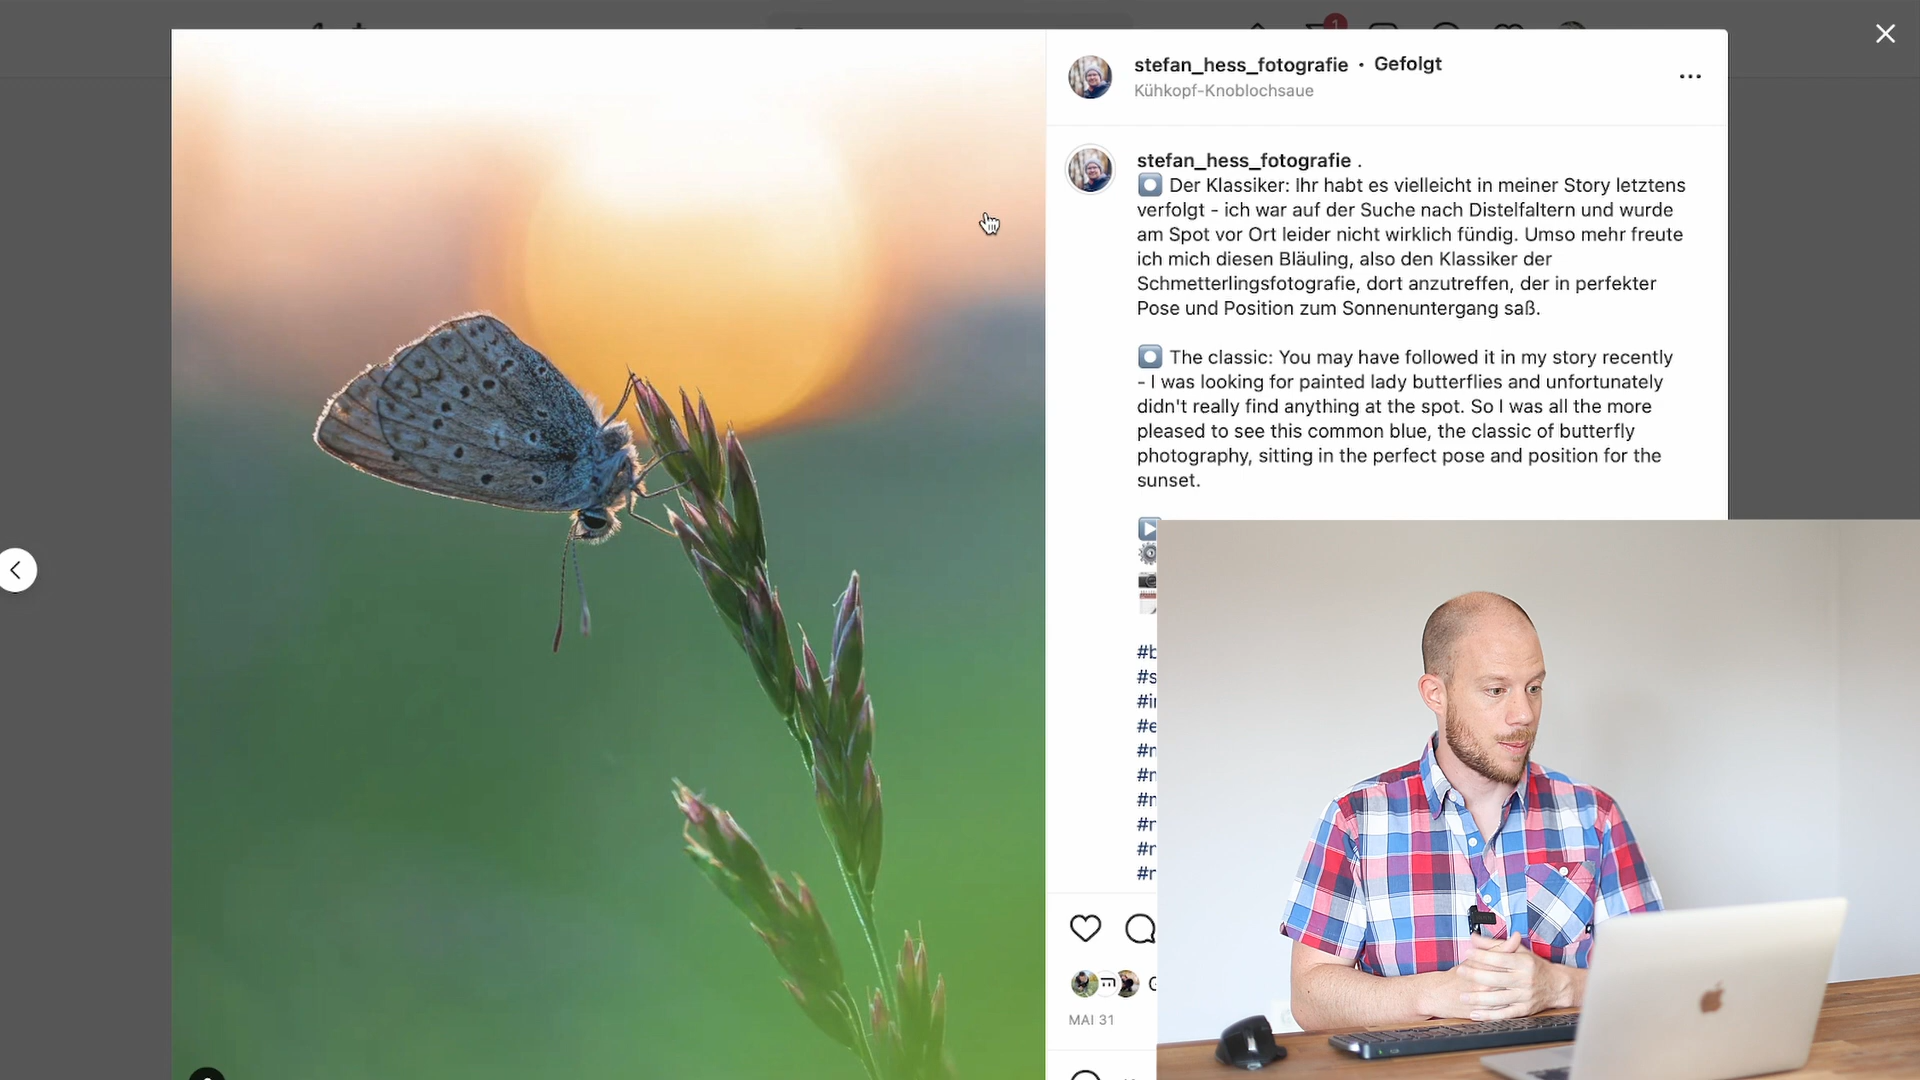 1
stefan_hess_fotografie • Gefolgt
Kühkopf-Knoblochsaue
stefan_hess_fotografie .
Der Klassiker: Ihr habt es vielleicht in meiner Story letztens
verfolgt - ich war auf der Suche nach Distelfaltern und wurde
am Spot vor Ort leider nicht wirklich fündig. Umso mehr freute
ich mich diesen Bläuling, also den Klassiker der
Schmetterlingsfotografie, dort anzutreffen, der in perfekter
Pose und Position zum Sonnenuntergang saß.
The classic: You may have followed it in my story recently
- I was looking for painted lady butterflies and unfortunately
didn't really find anything at the spot. So I was all the more
pleased to see this common blue, the classic of butterfly
photography, sitting in the perfect pose and position for the
sunset.
MAI 31